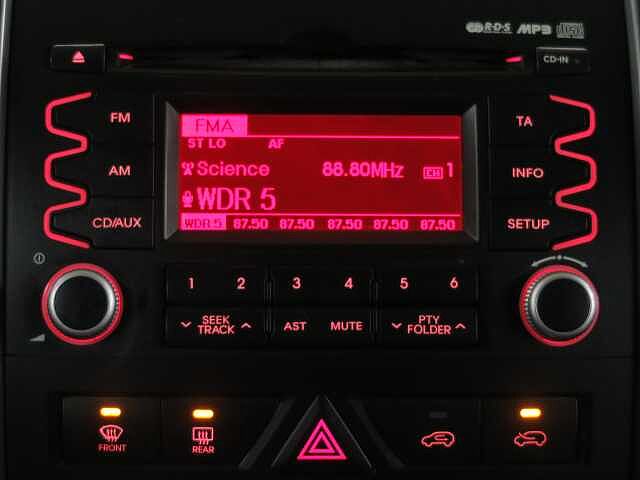 R·D·S MP3
CD-IN
FM
AM
CD/AUX
FMA
ST LO AF
Science 88.80MHz CH 1
WDR 5
WDR 5 87.50 87.50 87.50 87.50 87.50
TA
INFO
SETUP
1 2 3 4 5 6
SEEK
TRACK
AST
MUTE
PTY
FOLDER
FRONT
REAR